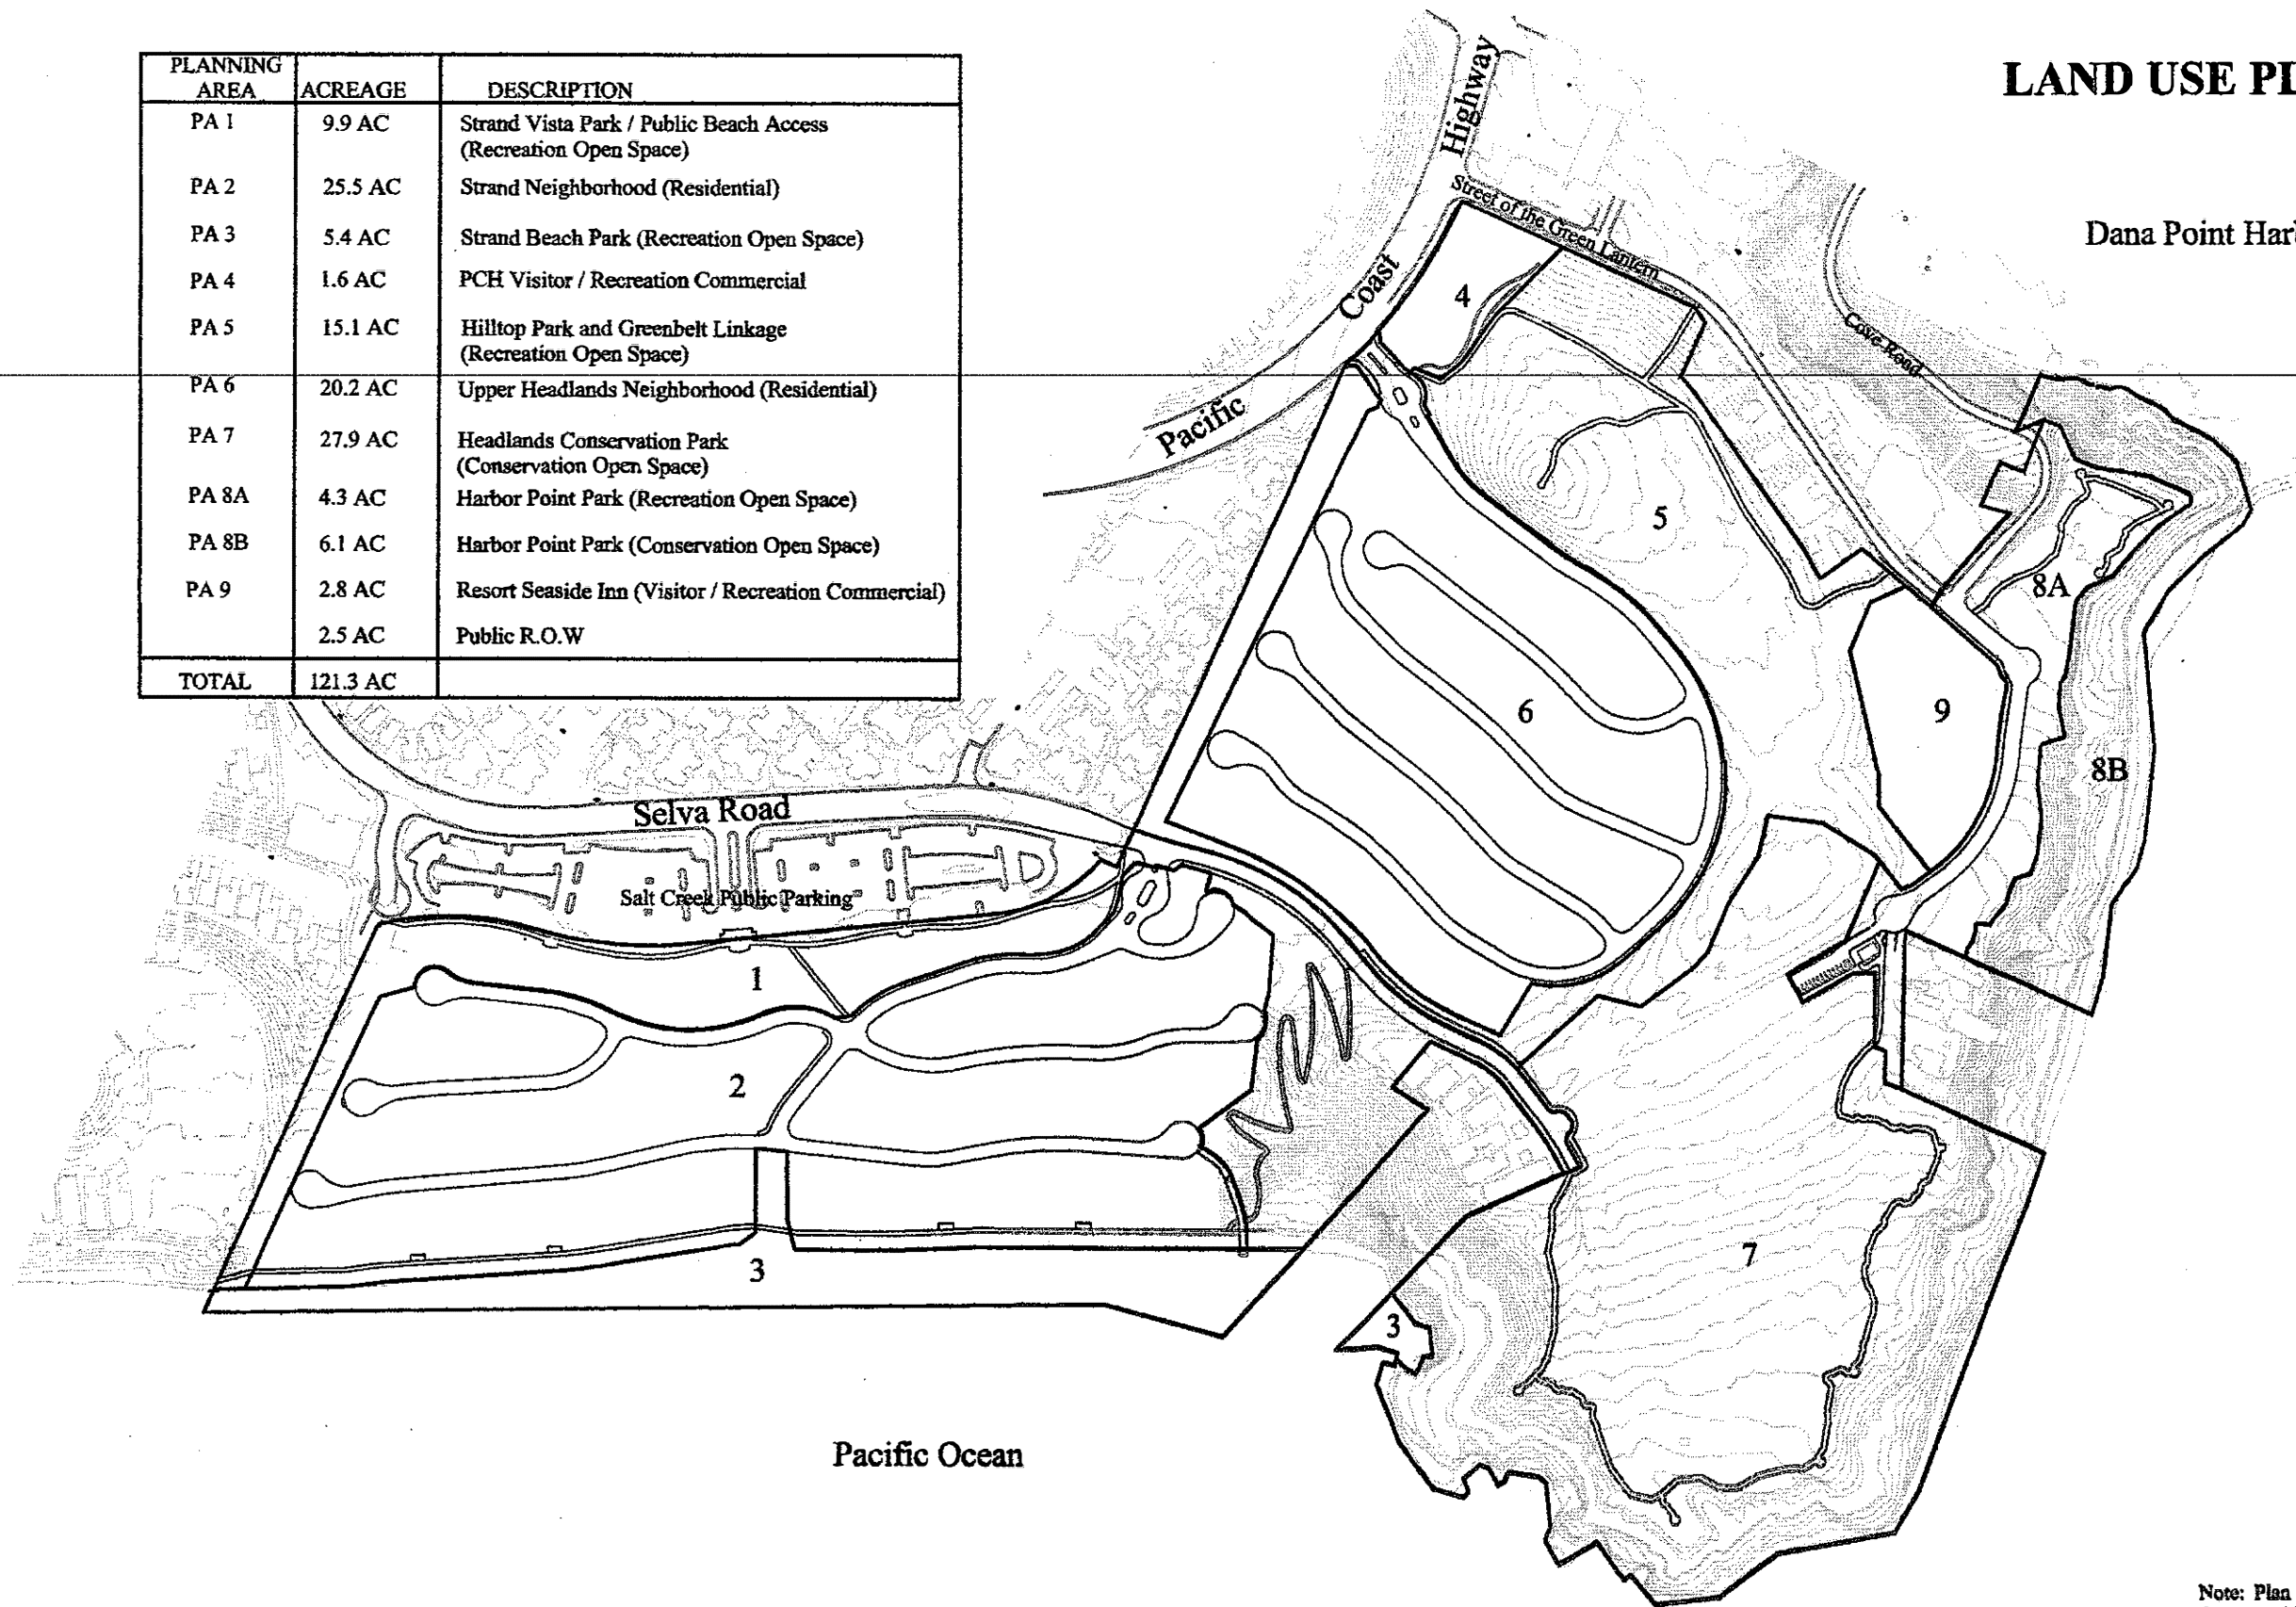 PLANNING AREA ACREAGE DESCRIPTION
PA 1 9.9 AC Strand Vista Park / Public Beach Access
(Recreation Open Space)
PA 2 25.5 AC Strand Neighborhood (Residential)
PA 3 5.4 AC Strand Beach Park (Recreation Open Space)
PA 4 1.6 AC PCH Visitor / Recreation Commercial
PA 5 15.1 AC Hilltop Park and Greenbelt Linkage
(Recreation Open Space)
PA 6 20.2 AC Upper Headlands Neighborhood (Residential)
PA 7 27.9 AC Headlands Conservation Park
(Conservation Open Space)
PA 8A 4.3 AC Harbor Point Park (Recreation Open Space)
PA 8B 6.1 AC Harbor Point Park (Conservation Open Space)
PA 9 2.8 AC Resort Seaside Inn (Visitor / Recreation Commercial)
2.5 AC Public R.O.W
TOTAL 121.3 AC
LAND USE PL
Dana Point Har
Pacific Coast Highway
Street of the Green Lantern
Cove Road
4
5
8A
6
9
8B
Selva Road
Salt Creek Public Parking
1
2
3
7
3
Pacific Ocean
Note: Plan